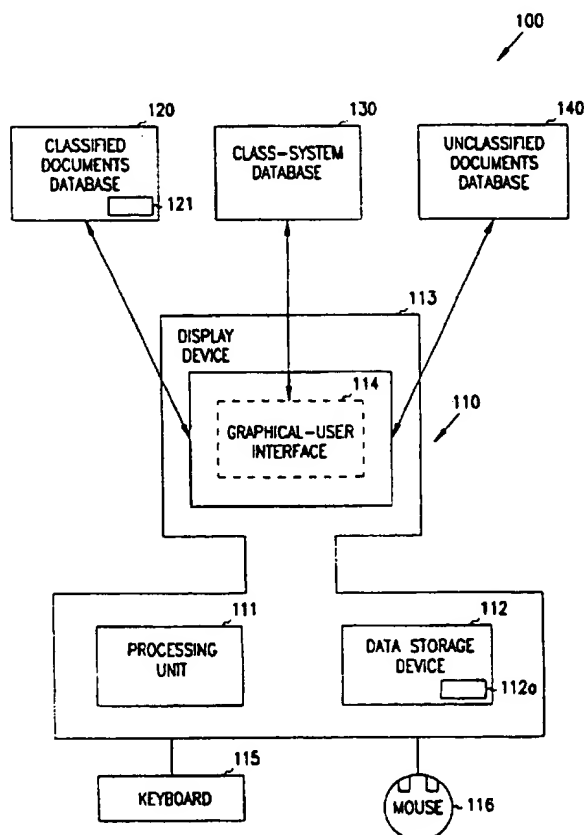 100
120
130
140
CLASSIFIED
DOCUMENTS
DATABASE
121
CLASS-SYSTEM
DATABASE
UNCLASSIFIED
DOCUMENTS
DATABASE
113
DISPLAY
DEVICE
114
GRAPHICAL-USER
INTERFACE
110
111
PROCESSING
UNIT
112
DATA STORAGE
DEVICE
112a
115
KEYBOARD
MOUSE
116